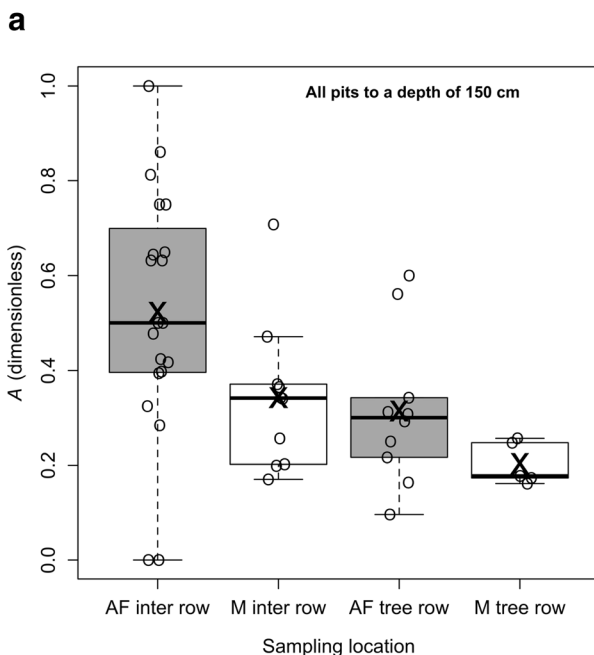 a
All pits to a depth of 150 cm
1.0
0.8
0.6
0.4
0.2
0.0
A (dimensionless)
AF inter row M inter row AF tree row M tree row
Sampling location